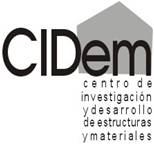 CIDem
centro de
investigación
y desarrollo
de estructuras
y materiales